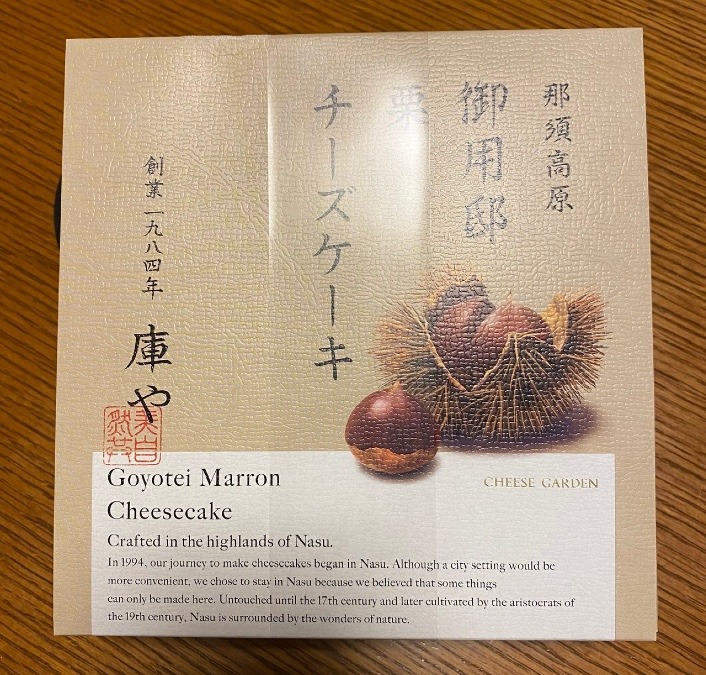 那須高原
御用邸
栗
チーズケーキ
創業一九八四年
庫や
Goyotei Marron
Cheesecake
CHEESE GARDEN
Crafted in the highlands of Nasu.
In 1994, our journey to make cheesecakes began in Nasu. Although a city setting would be
more convenient, we chose to stay in Nasu because we believed that some things
can only be made here. Untouched until the 17th century and later cultivated by the aristocrats of
the 19th century, Nasu is surrounded by the wonders of nature.